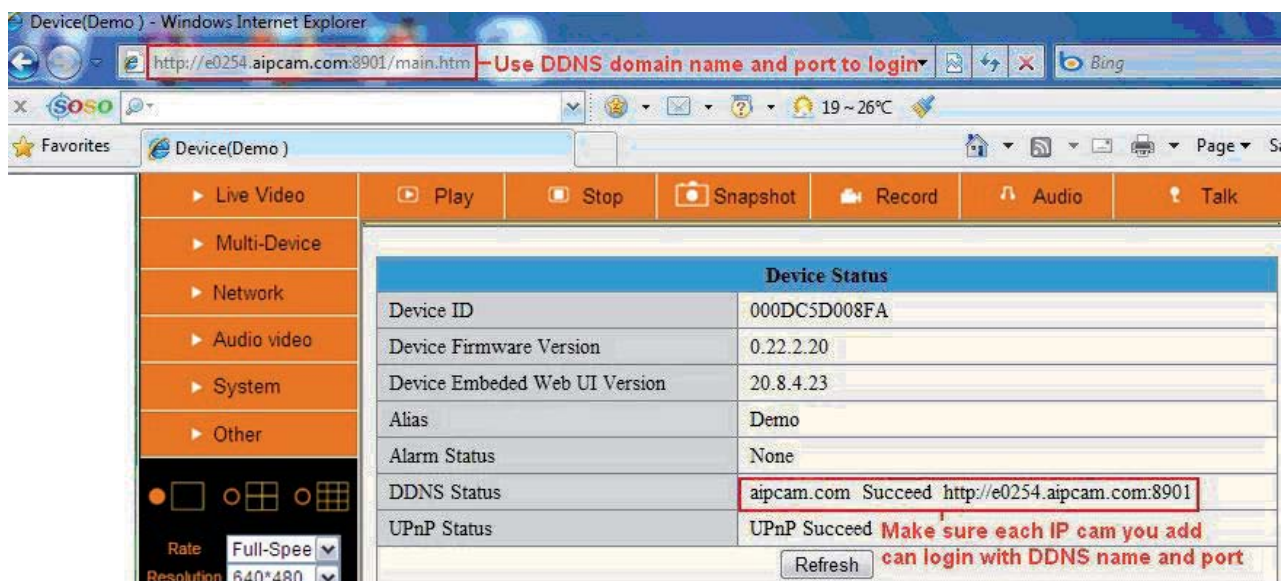 Device(Demo ) - Windows Internet Explorer
http://e0254.aipcam.com:8901/main.htm Use DDNS domain name and port to login Bing
x SOSO 19~26℃
Favorites Device(Demo ) Page
Live Video Play Stop Snapshot Record Audio Talk
Multi-Device
Network
Audio video
System
Other
Device Status
Device ID 000DC5D008FA
Device Firmware Version 0.22.2.20
Device Embeded Web UI Version 20.8.4.23
Alias Demo
Alarm Status None
DDNS Status aipcam.com Succeed http://e0254.aipcam.com:8901
UPnP Status UPnP Succeed
Make sure each IP cam you add
can login with DDNS name and port
Refresh
Rate Full-Spee
Resolution 640*480